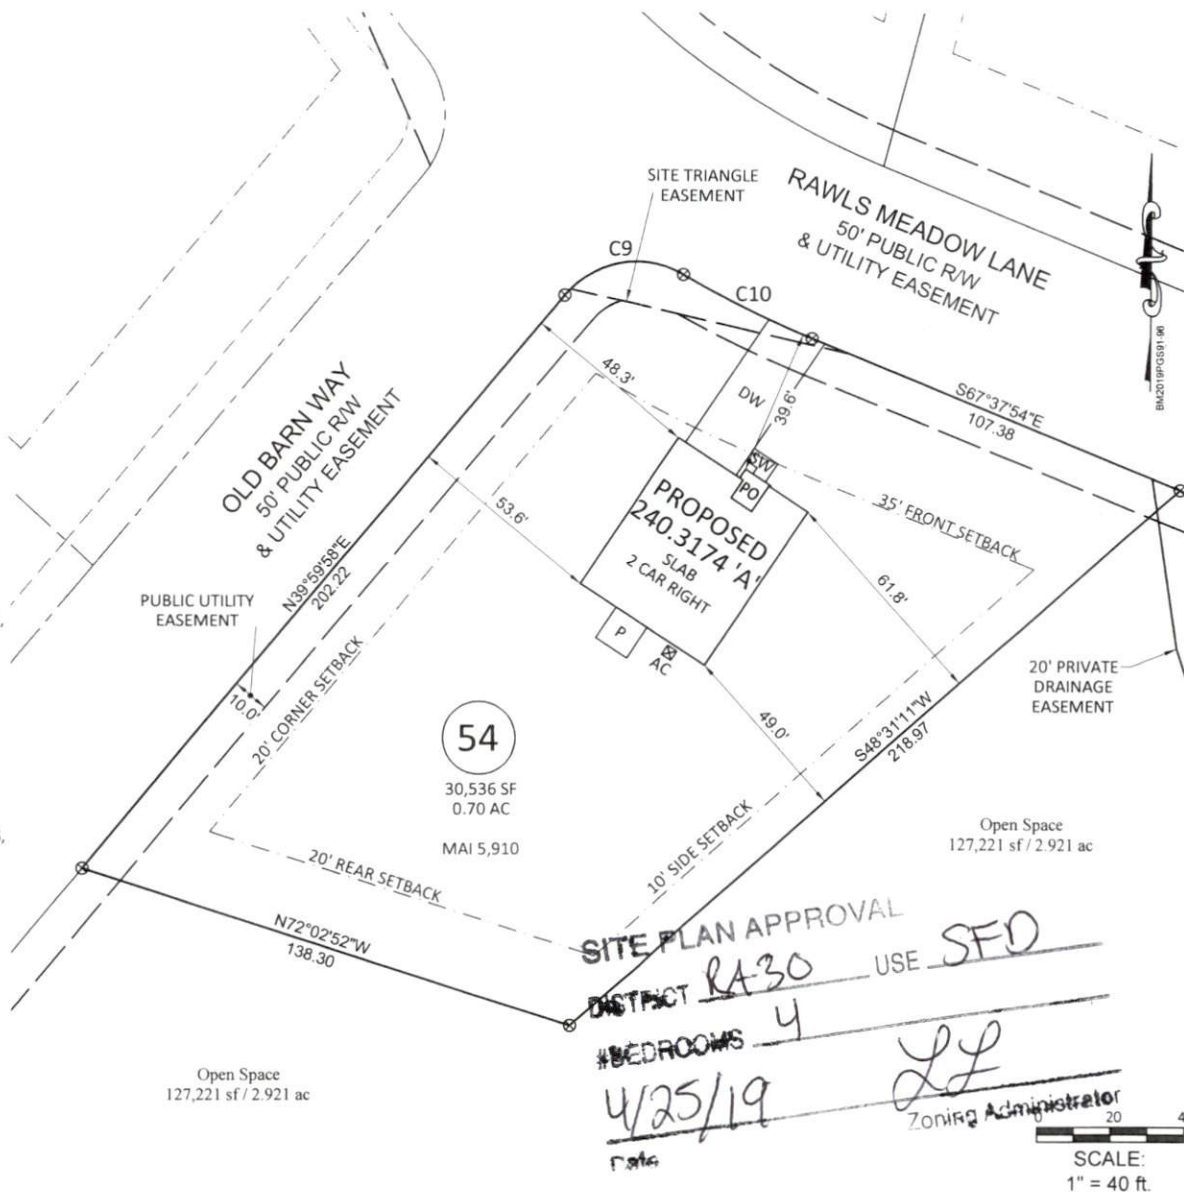 SITE TRIANGLE
EASEMENT
RAWLS MEADOW LANE
50' PUBLIC R/W
& UTILITY EASEMENT
C9
C10
BM2019PGS91-96
OLD BARN WAY
50' PUBLIC R/W
& UTILITY EASEMENT
48.3'
DW
39.6'
S67°37'54"E
107.38
SW
PO
PROPOSED
240.3174 'A'
SLAB
2 CAR RIGHT
35' FRONT SETBACK
53.6'
61.8'
N39°59'58"E
202.22
PUBLIC UTILITY
EASEMENT
P
AC
20' PRIVATE
DRAINAGE
EASEMENT
10.0'
20' CORNER SETBACK
49.0'
S48°31'11"W
218.97
54
30,536 SF
0.70 AC
MAI 5,910
Open Space
127,221 sf / 2.921 ac
20' REAR SETBACK
10' SIDE SETBACK
N72°02'52"W
138.30
SITE PLAN APPROVAL
DISTRICT RA30 USE SFD
#BEDROOMS 4
4/25/19 LL
Date Zoning Administrator
Open Space
127,221 sf / 2.921 ac
20
SCALE:
1" = 40 ft.